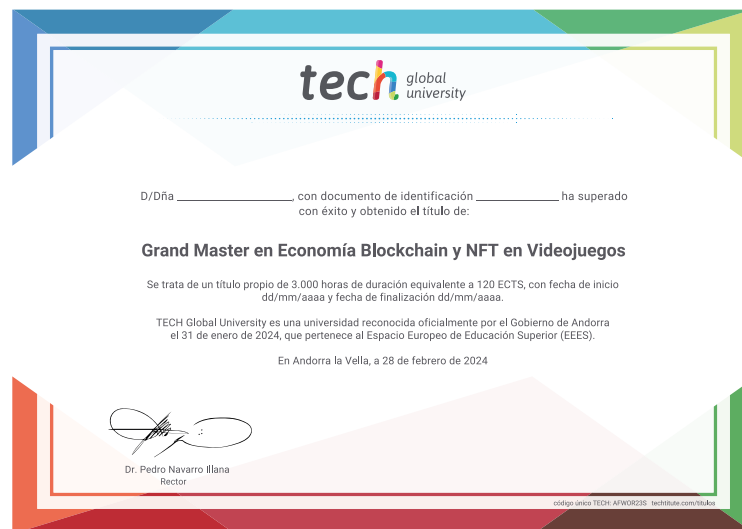 tech global university
D/Dña ____________________, con documento de identificación ______________ ha superado
con éxito y obtenido el título de:
Grand Master en Economía Blockchain y NFT en Videojuegos
Se trata de un título propio de 3.000 horas de duración equivalente a 120 ECTS, con fecha de inicio
dd/mm/aaaa y fecha de finalización dd/mm/aaaa.
TECH Global University es una universidad reconocida oficialmente por el Gobierno de Andorra
el 31 de enero de 2024, que pertenece al Espacio Europeo de Educación Superior (EEES).
En Andorra la Vella, a 28 de febrero de 2024
Dr. Pedro Navarro Illana
Rector
código único TECH: AFWOR23S techtitute.com/titulos